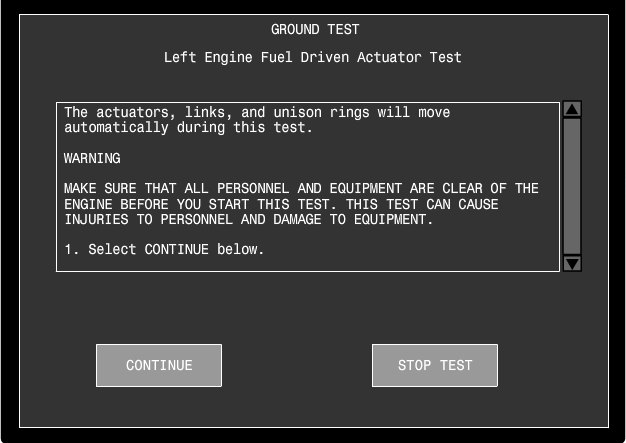 GROUND TEST
Left Engine Fuel Driven Actuator Test
The actuators, links, and unison rings will move
automatically during this test.
WARNING
MAKE SURE THAT ALL PERSONNEL AND EQUIPMENT ARE CLEAR OF THE
ENGINE BEFORE YOU START THIS TEST. THIS TEST CAN CAUSE
INJURIES TO PERSONNEL AND DAMAGE TO EQUIPMENT.
1. Select CONTINUE below.
CONTINUE
STOP TEST